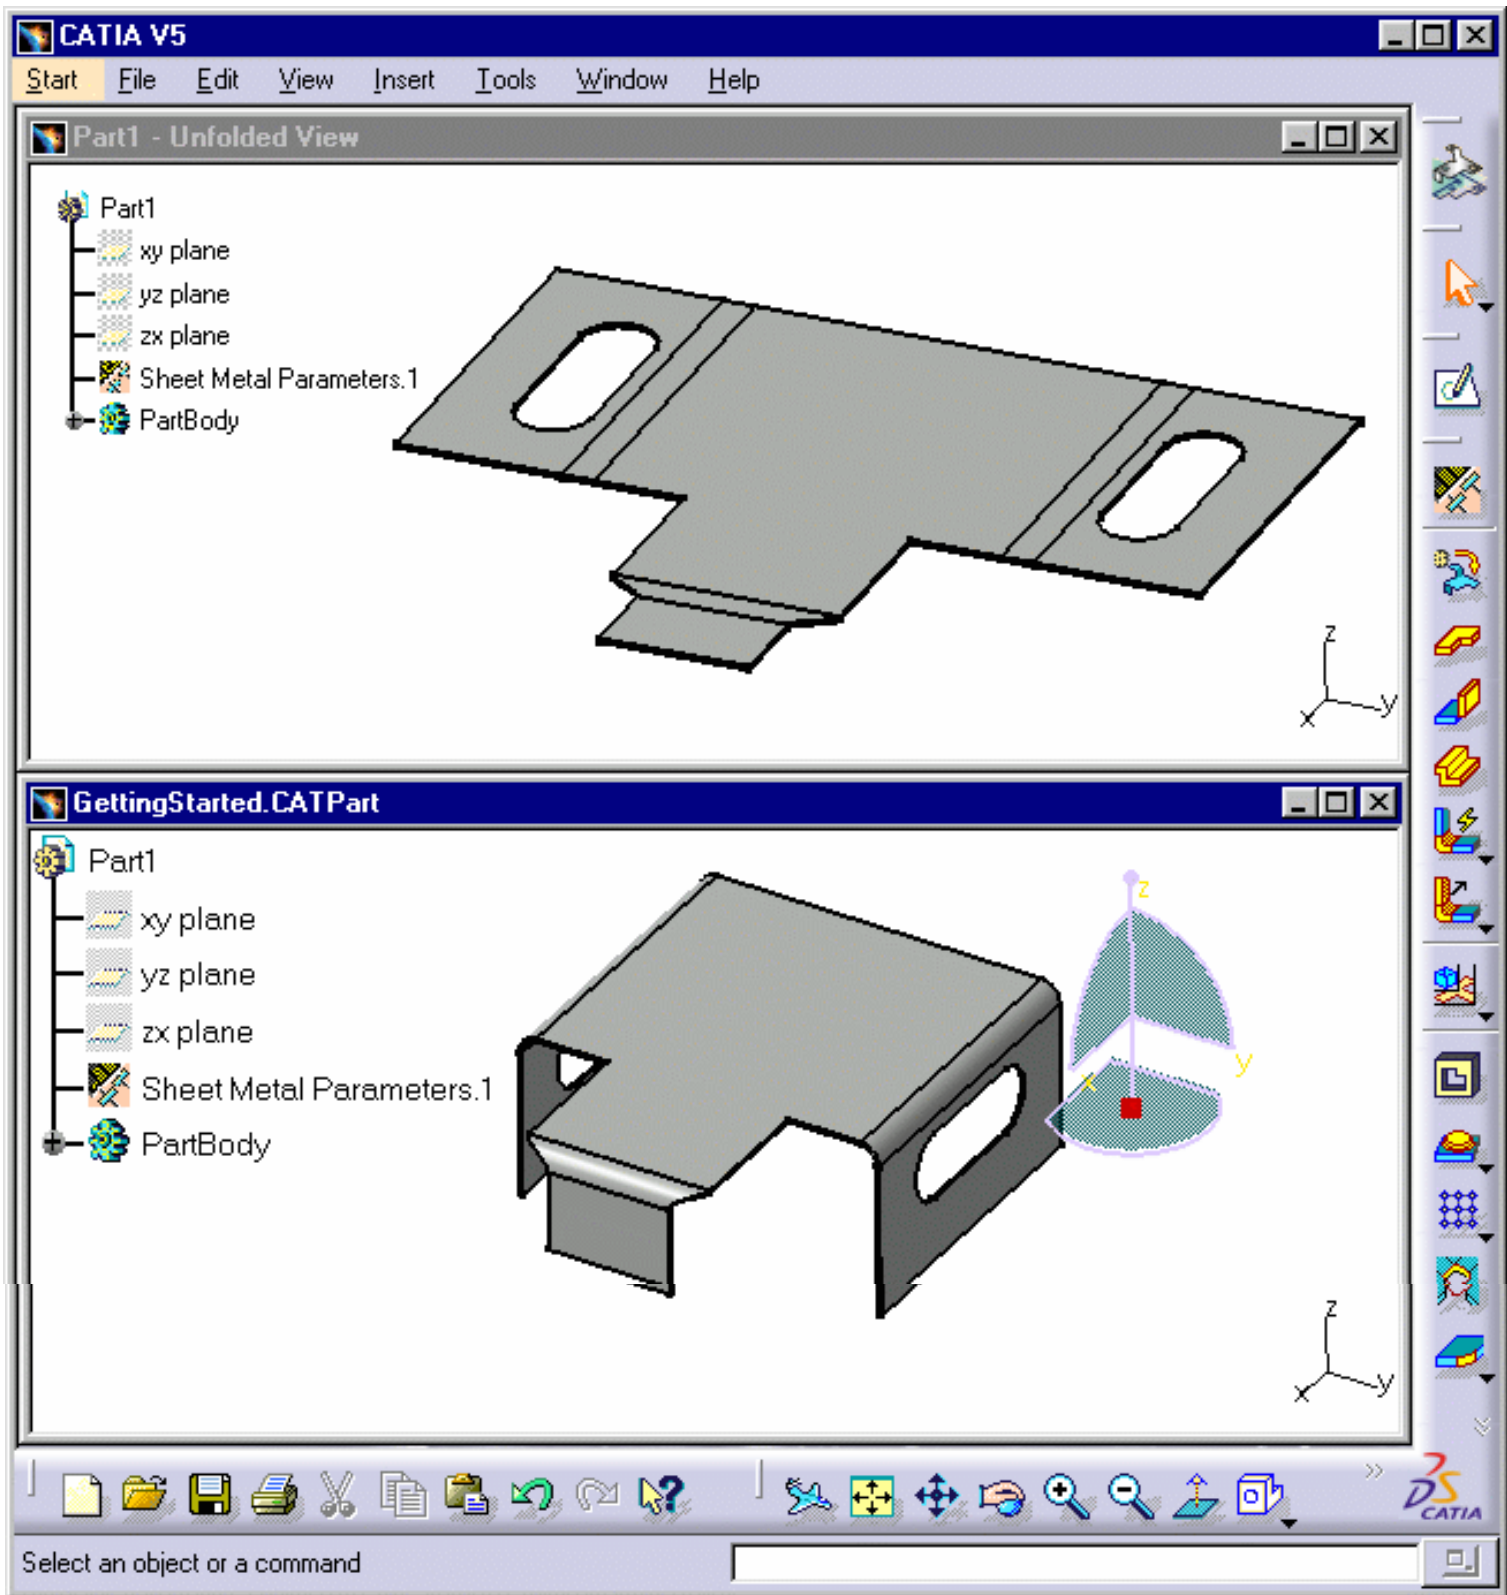 CATIA V5
Start File Edit View Insert Tools Window Help
Part1 - Unfolded View
Part1
xy plane
yz plane
zx plane
Sheet Metal Parameters.1
PartBody
z
x
y
GettingStarted.CATPart
Part1
xy plane
yz plane
zx plane
Sheet Metal Parameters.1
PartBody
z
y
x
z
x
y
CATIA
Select an object or a command